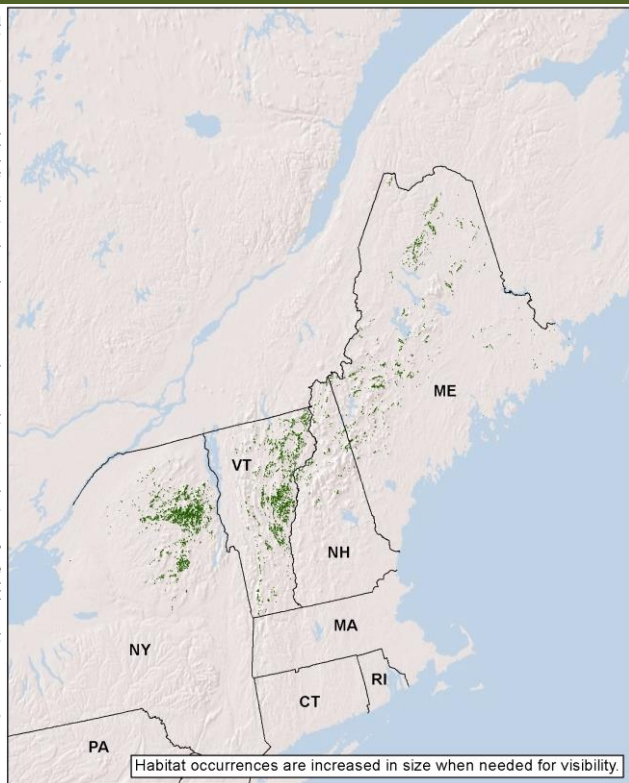 ME
VT
NH
NY
MA
CT
RI
PA
Habitat occurrences are increased in size when needed for visibility.